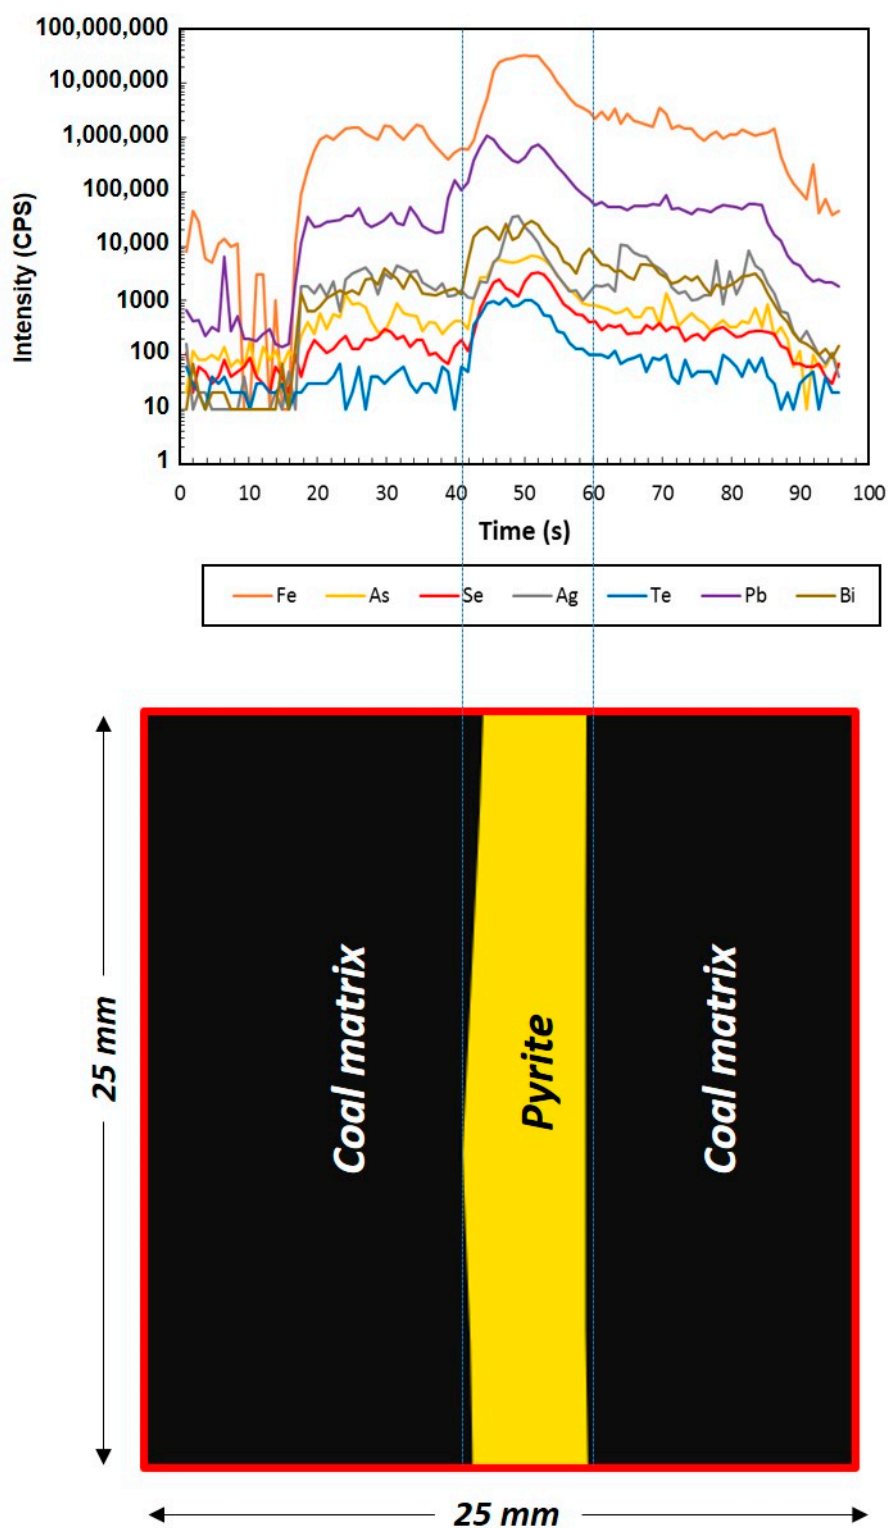 100,000,000
10,000,000
1,000,000
100,000
10,000
1000
100
10
1
Intensity (CPS)
0 10 20 30 40 50 60 70 80 90 100
Time (s)
Fe As Se Ag Te Pb Bi
25 mm
Coal matrix
Pyrite
Coal matrix
25 mm